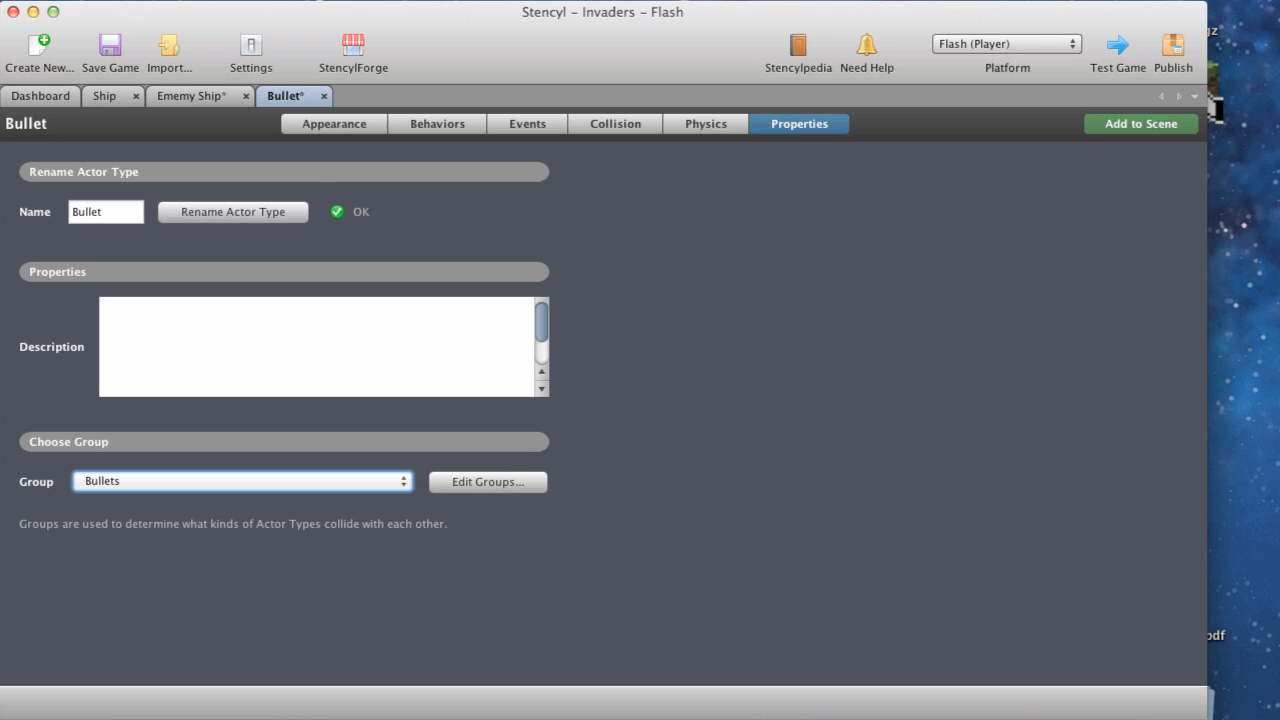 Stencyl – Invaders – Flash
Create New... Save Game Import... Settings StencylForge Stencylpedia Need Help Flash (Player) Platform Test Game Publish
Dashboard Ship Ememy Ship* Bullet*
Bullet Appearance Behaviors Events Collision Physics Properties Add to Scene
Rename Actor Type
Name Bullet Rename Actor Type OK
Properties
Description
Choose Group
Group Bullets Edit Groups...
Groups are used to determine what kinds of Actor Types collide with each other.